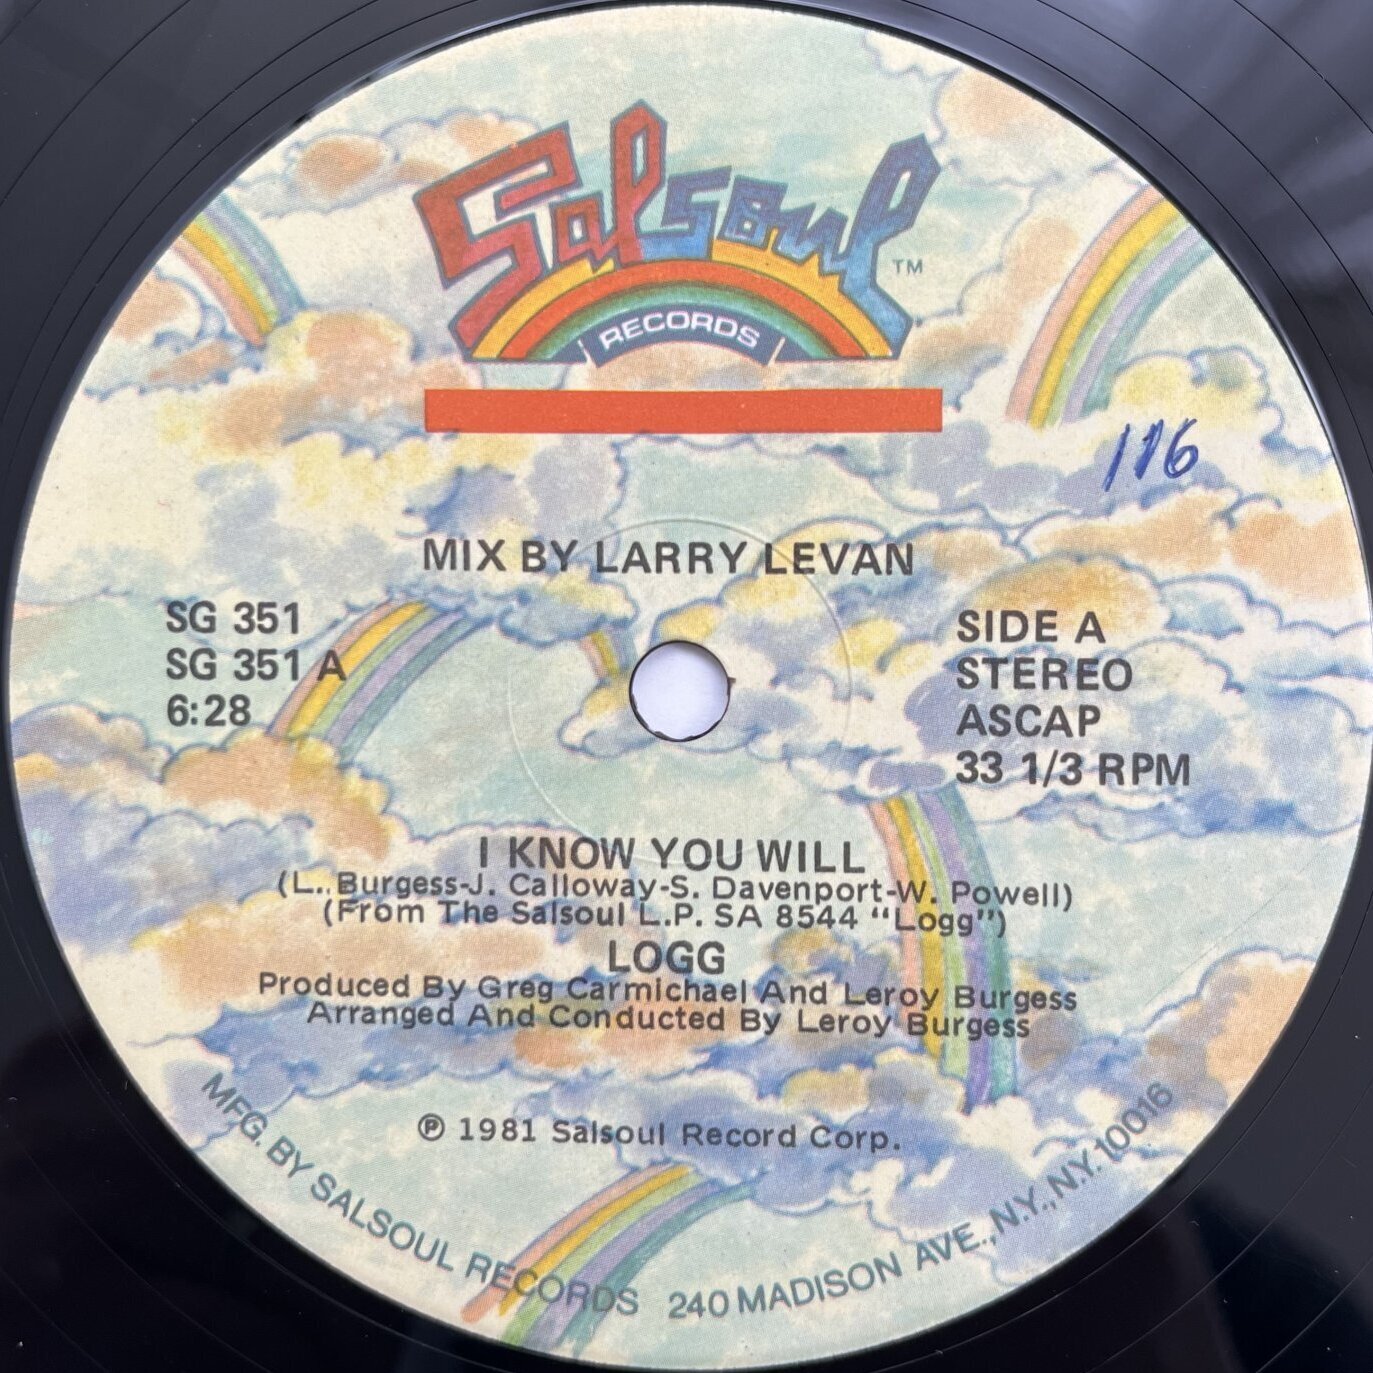 Salsoul TM
RECORDS
116
MIX BY LARRY LEVAN
SG 351
SG 351 A
6:28
SIDE A
STEREO
ASCAP
33 1/3 RPM
I KNOW YOU WILL
(L.. Burgess-J. Calloway-S. Davenport-W. Powell)
(From The Salsoul L.P. SA 8544 “Logg”)
LOGG
Produced By Greg Carmichael And Leroy Burgess
Arranged And Conducted By Leroy Burgess
℗ 1981 Salsoul Record Corp.
MFG. BY SALSOUL RECORDS 240 MADISON AVE., N.Y., N.Y. 10016